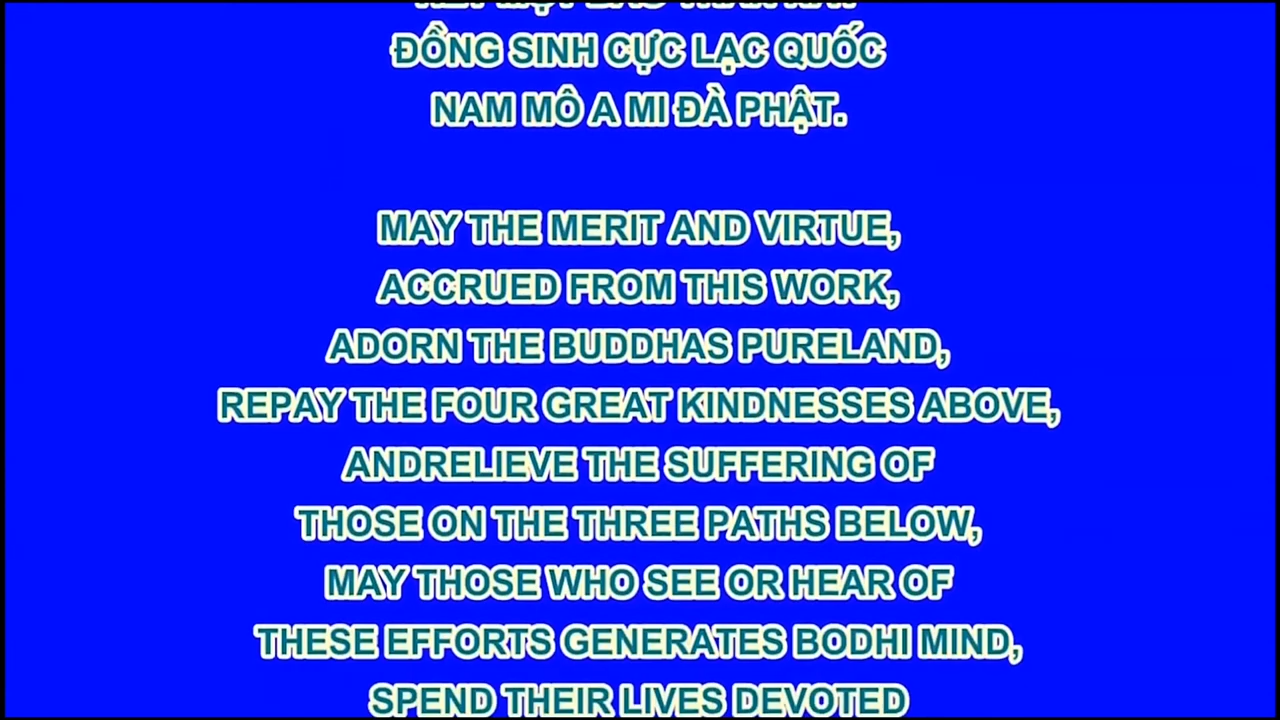 ĐỒNG SINH CỰC LẠC QUỐC
NAM MÔ A MI ĐÀ PHẬT.
MAY THE MERIT AND VIRTUE,
ACCRUED FROM THIS WORK,
ADORN THE BUDDHAS PURELAND,
REPAY THE FOUR GREAT KINDNESSES ABOVE,
ANDRELIEVE THE SUFFERING OF
THOSE ON THE THREE PATHS BELOW,
MAY THOSE WHO SEE OR HEAR OF
THESE EFFORTS GENERATES BODHI MIND,
SPEND THEIR LIVES DEVOTED